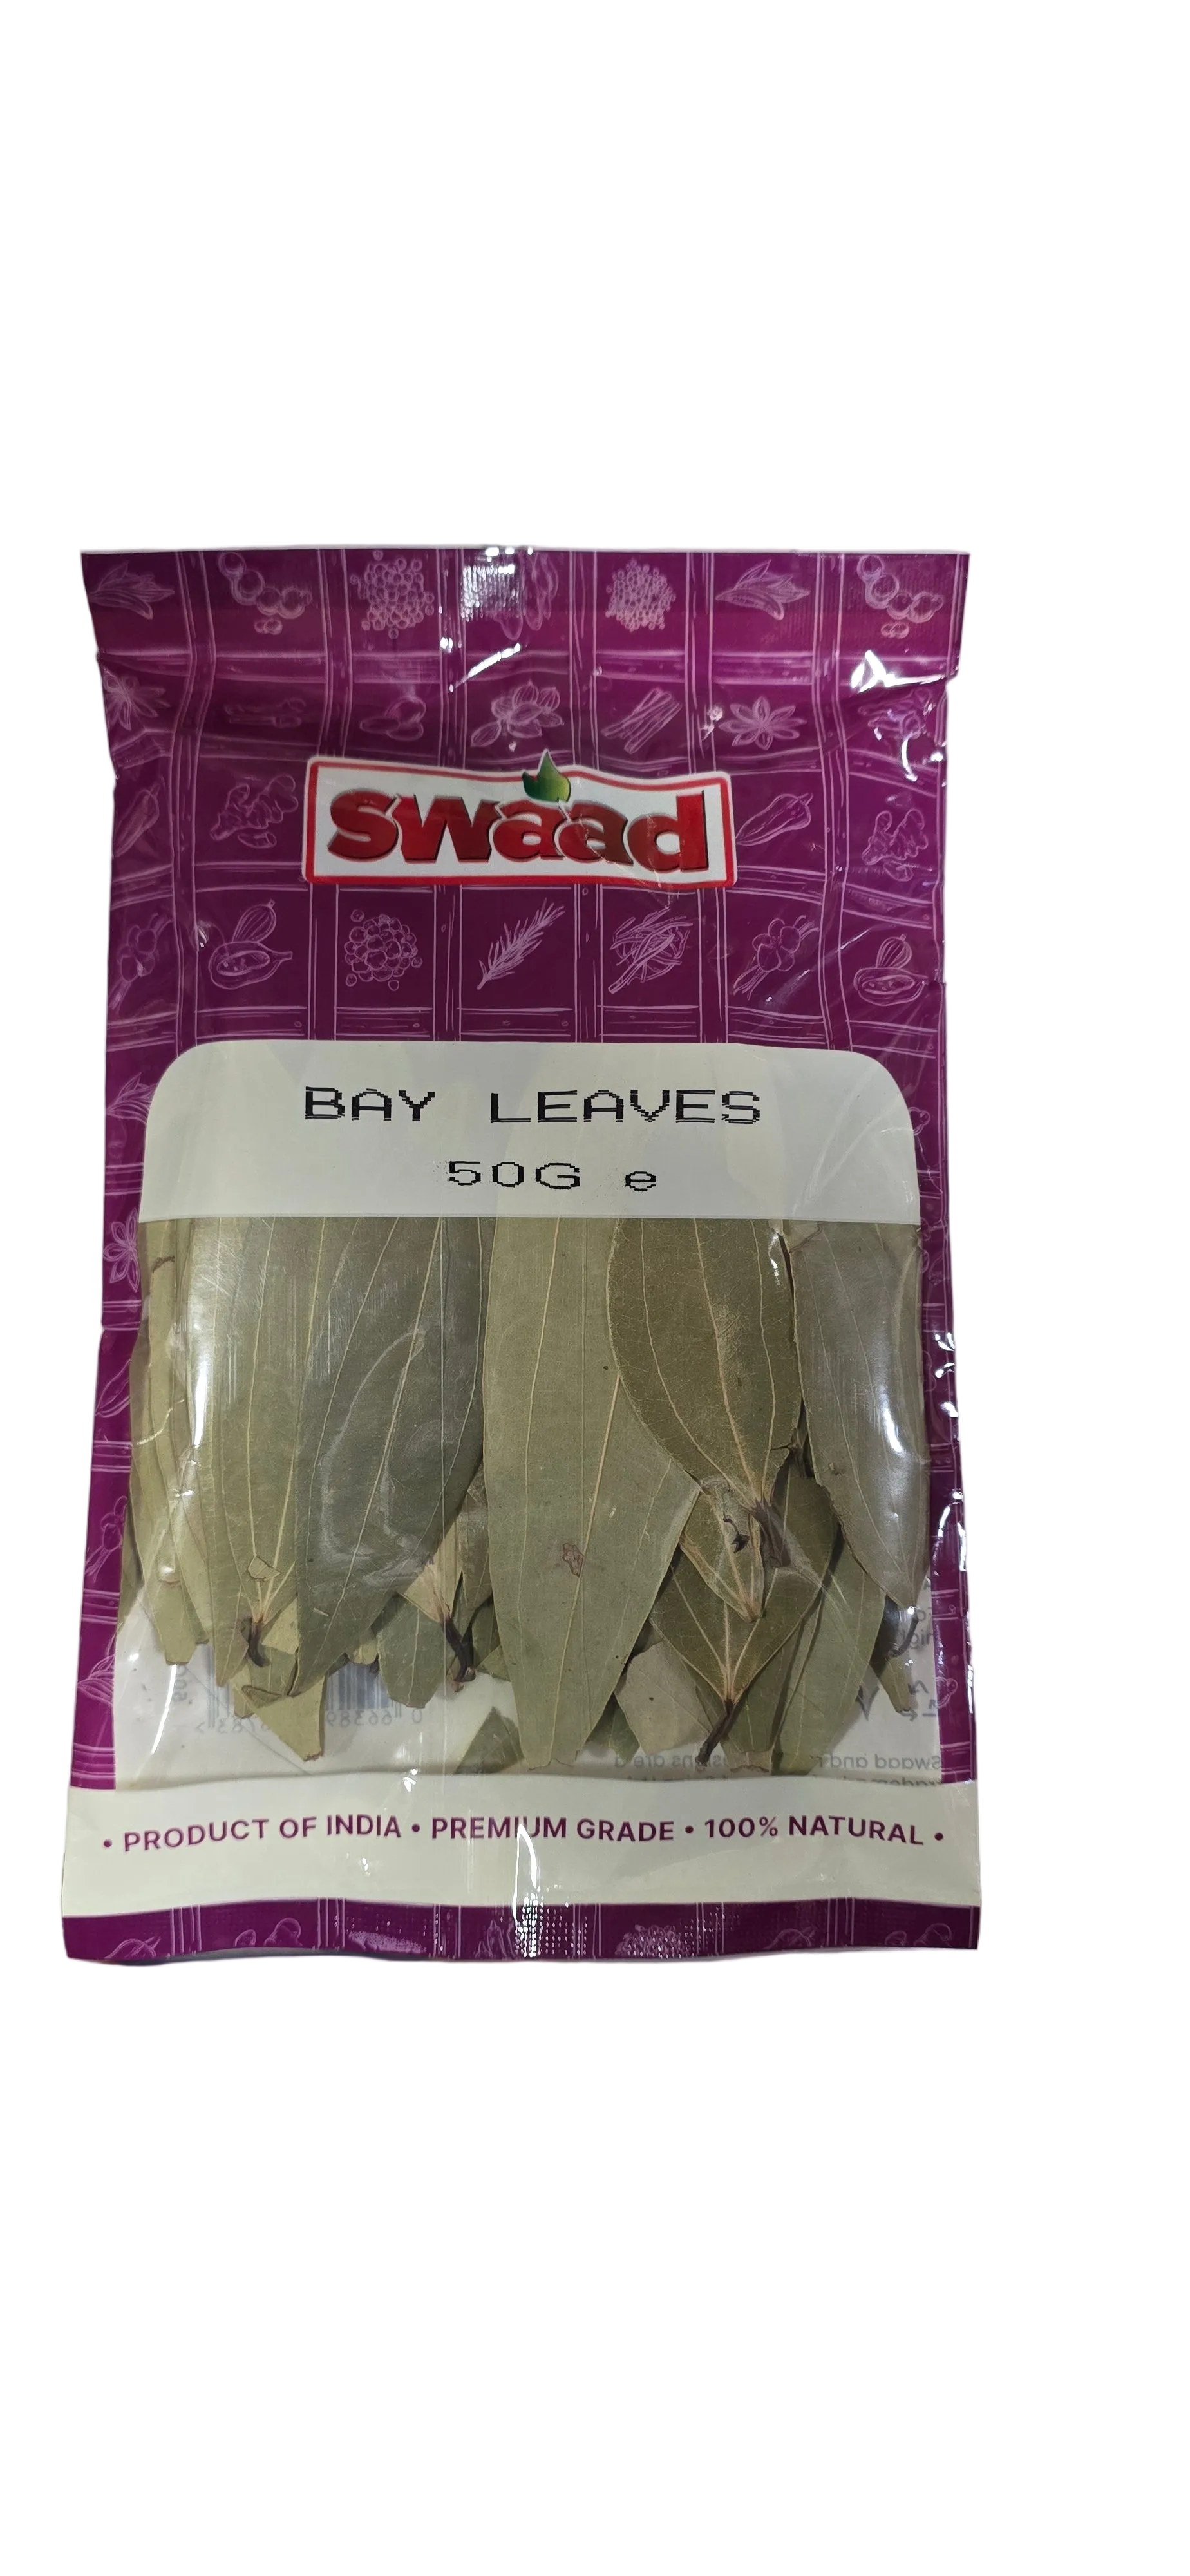 swaad
BAY LEAVES
50G e
• PRODUCT OF INDIA • PREMIUM GRADE • 100% NATURAL •